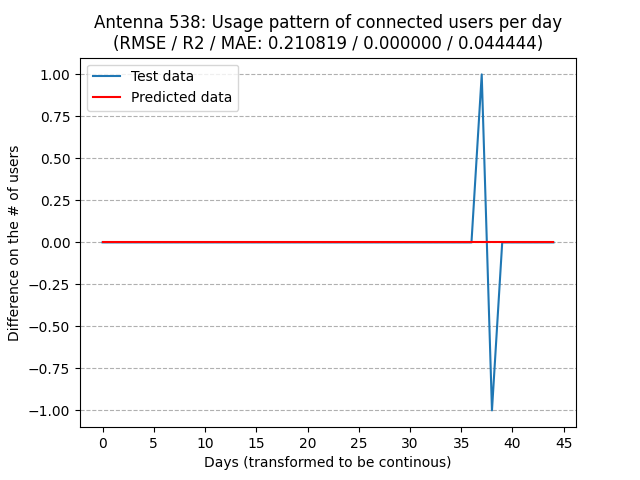 Antenna 538: Usage pattern of connected users per day
(RMSE / R2 / MAE: 0.210819 / 0.000000 / 0.044444)
Test data
Predicted data
Difference on the # of users
1.00
0.75
0.50
0.25
0.00
−0.25
−0.50
−0.75
−1.00
0 5 10 15 20 25 30 35 40 45
Days (transformed to be continous)